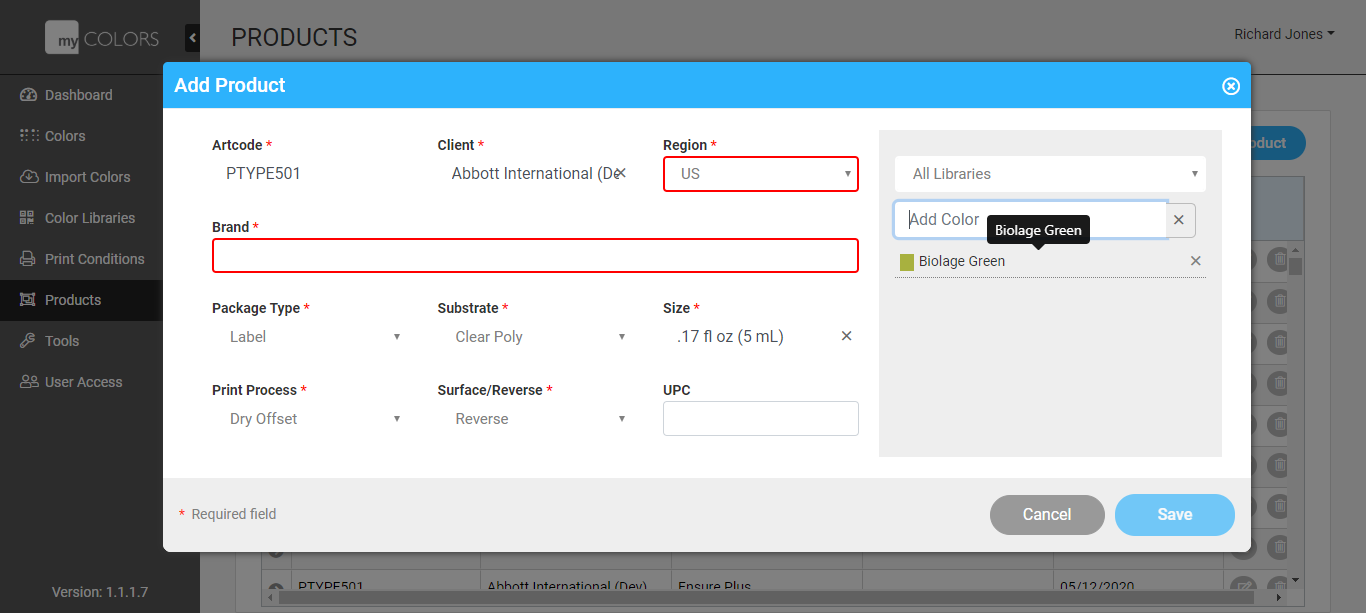 my COLORS
PRODUCTS
Richard Jones
Dashboard
Colors
Import Colors
Color Libraries
Print Conditions
Products
Tools
User Access
Version: 1.1.1.7
Add Product
Artcode *
PTYPE501
Client *
Abbott International (De
Region *
US
Brand *
Package Type *
Label
Substrate *
Clear Poly
Size *
.17 fl oz (5 mL)
Print Process *
Dry Offset
Surface/Reverse *
Reverse
UPC
All Libraries
Add Color
Biolage Green
Biolage Green
* Required field
Cancel
Save
oduct
PTYPE501 Abbott International (Dev) Ensure Plus 05/12/2020